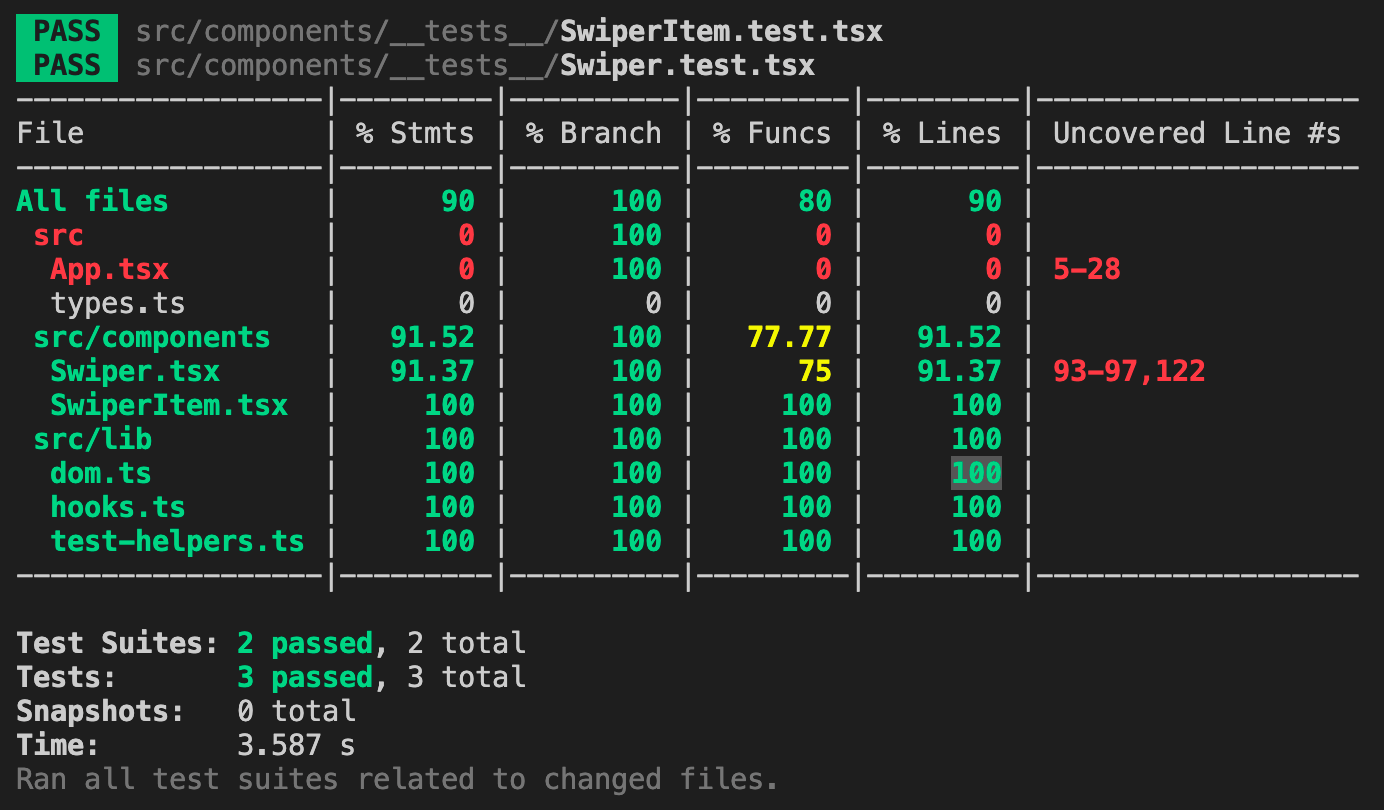 PASS src/components/__tests__/SwiperItem.test.tsx
PASS src/components/__tests__/Swiper.test.tsx
-------------------|---------|----------|---------|---------|-------------------
File               | % Stmts | % Branch | % Funcs | % Lines | Uncovered Line #s
-------------------|---------|----------|---------|---------|-------------------
All files          |      90 |      100 |      80 |      90 |
 src               |       0 |      100 |       0 |       0 |
  App.tsx          |       0 |      100 |       0 |       0 | 5-28
  types.ts         |       0 |        0 |       0 |       0 |
 src/components    |   91.52 |      100 |   77.77 |   91.52 |
  Swiper.tsx       |   91.37 |      100 |      75 |   91.37 | 93-97,122
  SwiperItem.tsx   |     100 |      100 |     100 |     100 |
 src/lib           |     100 |      100 |     100 |     100 |
  dom.ts           |     100 |      100 |     100 |     100 |
  hooks.ts         |     100 |      100 |     100 |     100 |
  test-helpers.ts  |     100 |      100 |     100 |     100 |
-------------------|---------|----------|---------|---------|-------------------
Test Suites: 2 passed, 2 total
Tests:       3 passed, 3 total
Snapshots:   0 total
Time:        3.587 s
Ran all test suites related to changed files.